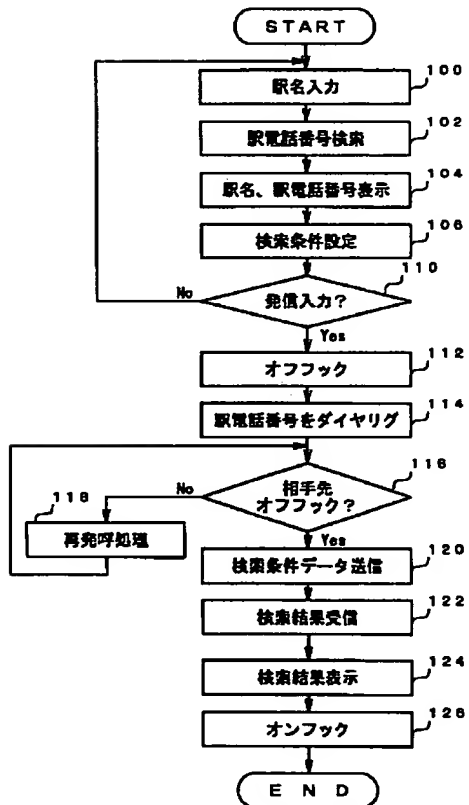 START
駅名入力
100
駅電話番号検索
102
駅名、駅電話番号表示
104
検索条件設定
106
発信入力?
110
No
Yes
オフフック
112
駅電話番号をダイヤリグ
114
相手先
オフフック?
116
No
Yes
118
再発呼処理
検索条件データ送信
120
検索結果受信
122
検索結果表示
124
オンフック
126
END